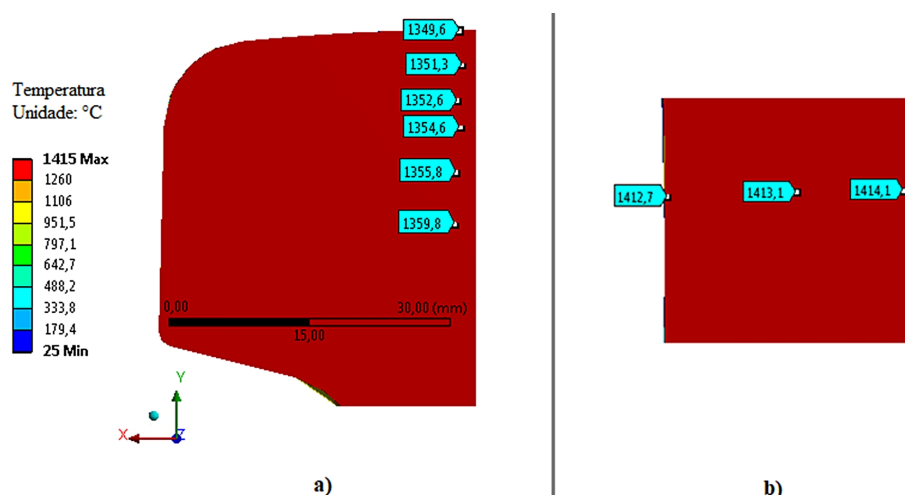 Temperatura
Unidade: °C
1415 Max
1260
1106
951,5
797,1
642,7
488,2
333,8
179,4
25 Min
1349,6
1351,3
1352,6
1354,6
1355,8
1359,8
0,00
30,00 (mm)
15,00
Y
X
Z
a)
1412,7
1413,1
1414,1
b)